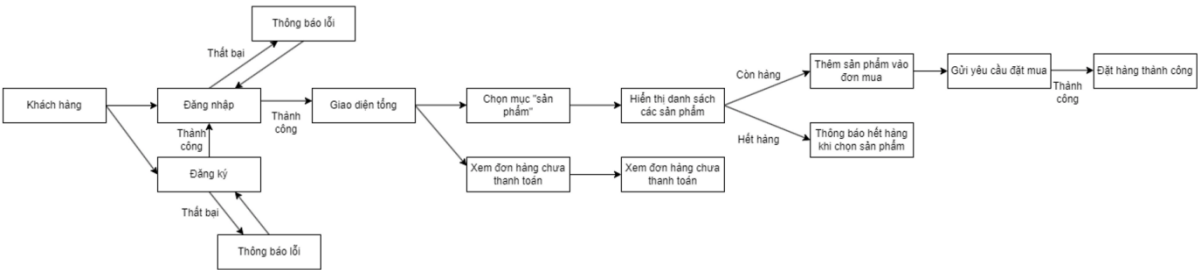 Thông báo lỗi
Thất bại
Khách hàng
Đăng nhập
Thành
công
Giao diện tổng
Chọn mục "sản
phẩm"
Hiển thị danh sách
các sản phẩm
Còn hàng
Thêm sản phẩm vào
đơn mua
Gửi yêu cầu đặt mua
Thành
công
Đặt hàng thành công
Hết hàng
Thông báo hết hàng
khi chọn sản phẩm
Thành
công
Đăng ký
Xem đơn hàng chưa
thanh toán
Xem đơn hàng chưa
thanh toán
Thất bại
Thông báo lỗi